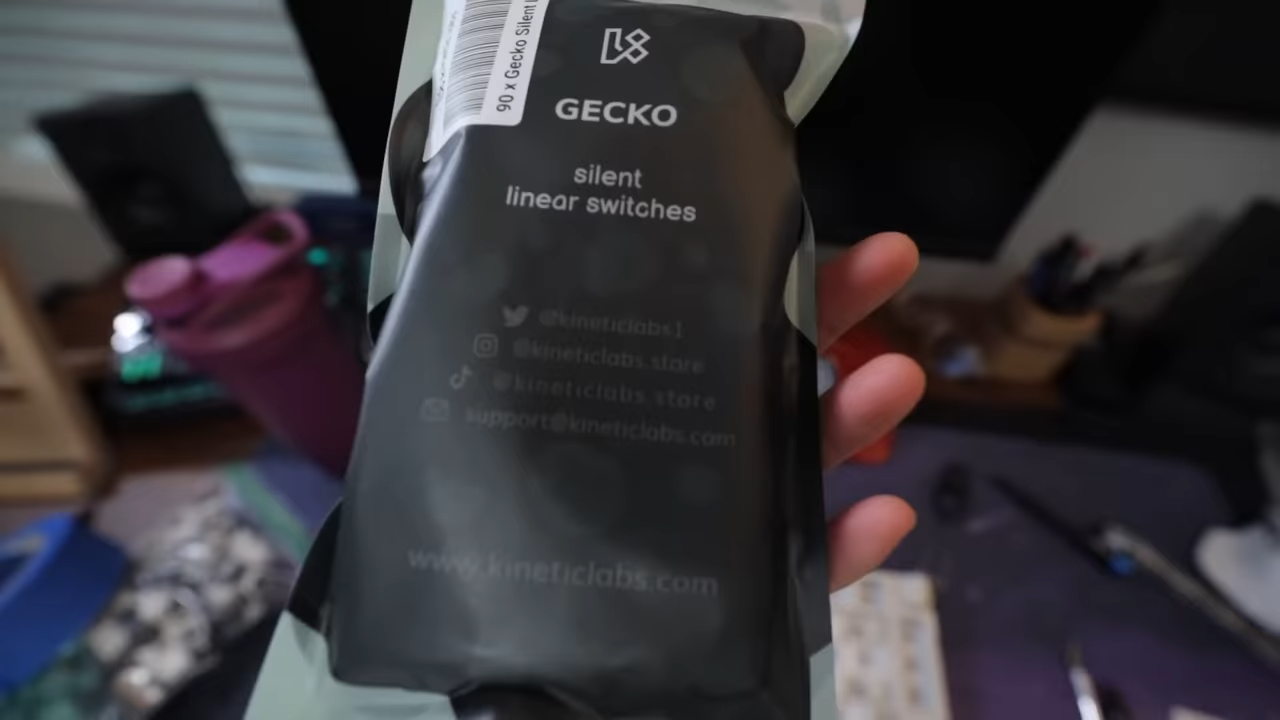 90 x Gecko Silent
GECKO
silent
linear switches
@kineticlabs1
@kineticlabs.store
@kineticlabs.store
support@kineticlabs.com
www.kineticlabs.com